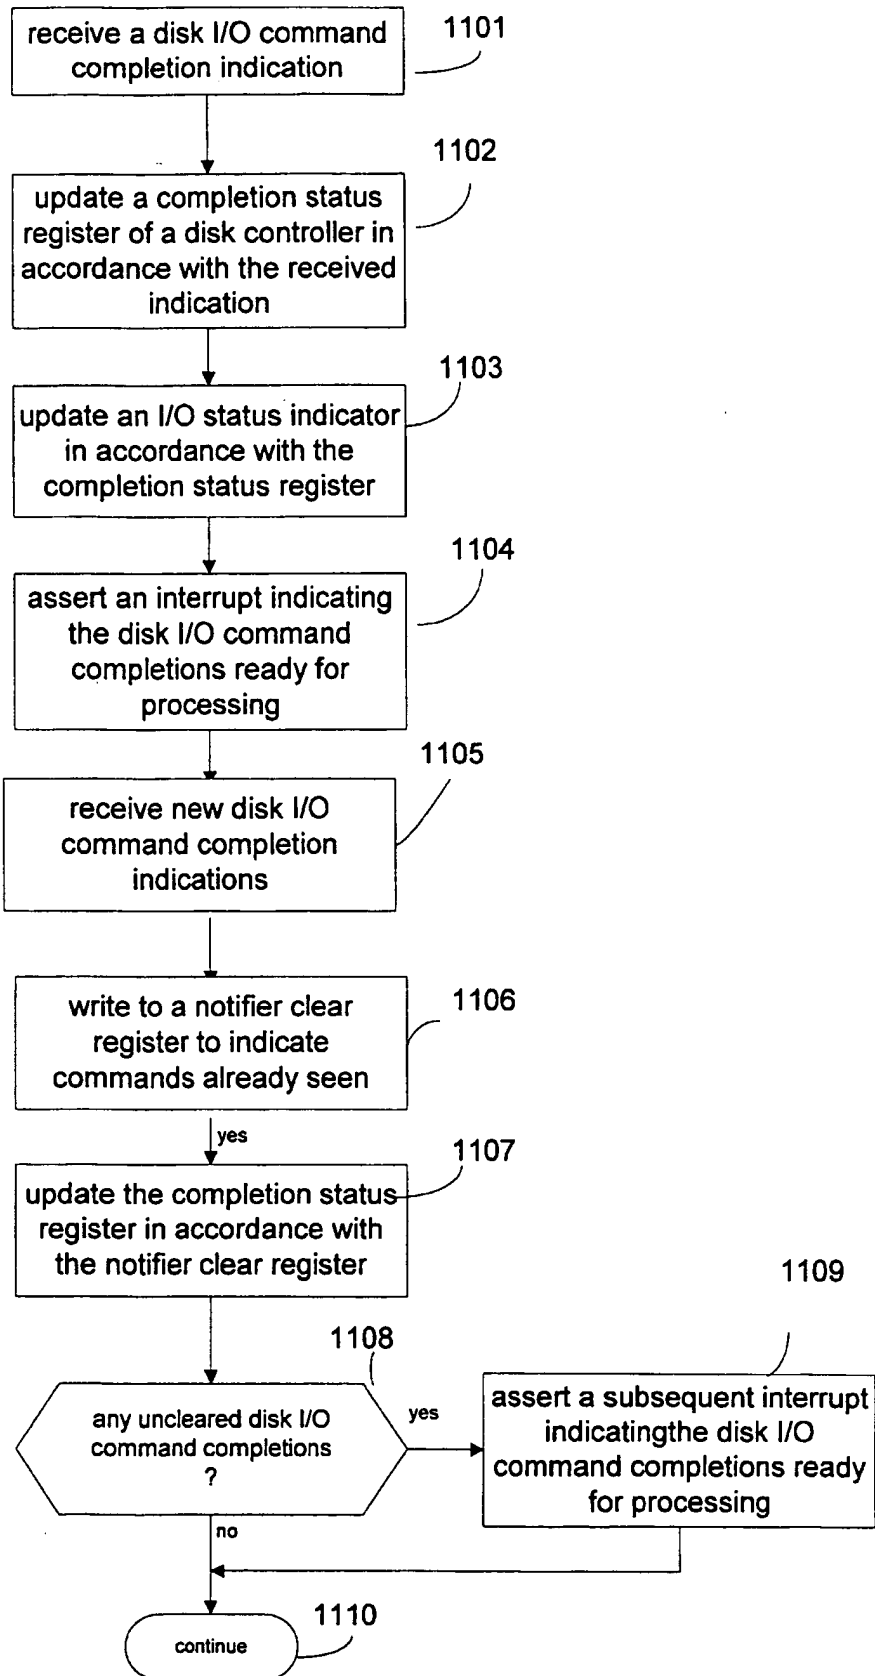 receive a disk I/O command
completion indication
1101
1102
update a completion status
register of a disk controller in
accordance with the received
indication
1103
update an I/O status indicator
in accordance with the
completion status register
1104
assert an interrupt indicating
the disk I/O command
completions ready for
processing
1105
receive new disk I/O
command completion
indications
1106
write to a notifier clear
register to indicate
commands already seen
yes
1107
update the completion status
register in accordance with
the notifier clear register
1108
any uncleared disk I/O
command completions
?
yes
1109
assert a subsequent interrupt
indicatingthe disk I/O
command completions ready
for processing
no
1110
continue